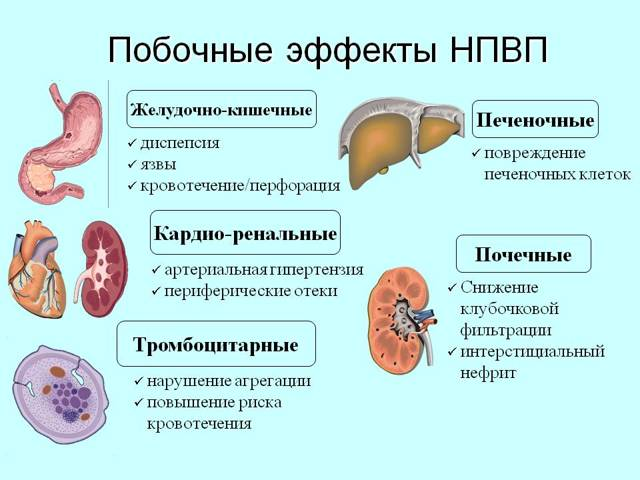 Побочные эффекты НПВП
Желудочно-кишечные
диспепсия
язвы
кровотечение/перфорация
Печеночные
повреждение
печеночных клеток
Кардио-ренальные
артериальная гипертензия
периферические отеки
Почечные
Снижение
клубочковой
фильтрации
интерстициальный
нефрит
Тромбоцитарные
нарушение агрегации
повышение риска
кровотечения